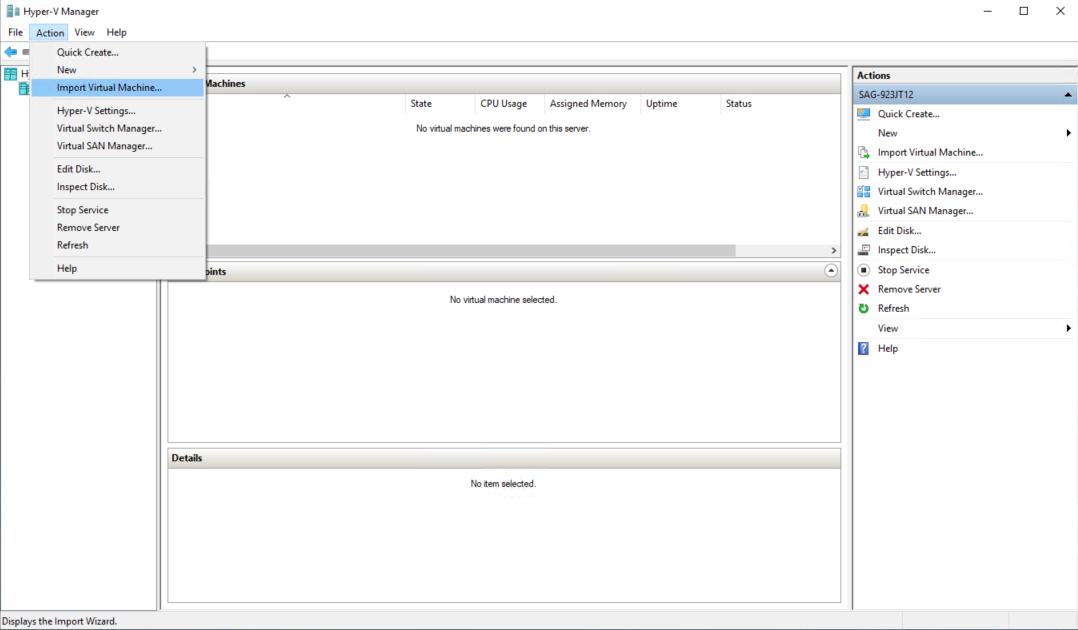 Hyper-V Manager
File Action View Help
Quick Create...
New
Import Virtual Machine...
Hyper-V Settings...
Virtual Switch Manager...
Virtual SAN Manager...
Edit Disk...
Inspect Disk...
Stop Service
Remove Server
Refresh
Help
Machines
State CPU Usage Assigned Memory Uptime Status
No virtual machines were found on this server.
No virtual machine selected.
Details
No item selected.
Actions
SAG-923JT12
Quick Create...
New
Import Virtual Machine...
Hyper-V Settings...
Virtual Switch Manager...
Virtual SAN Manager...
Edit Disk...
Inspect Disk...
Stop Service
Remove Server
Refresh
View
Help
Displays the Import Wizard.